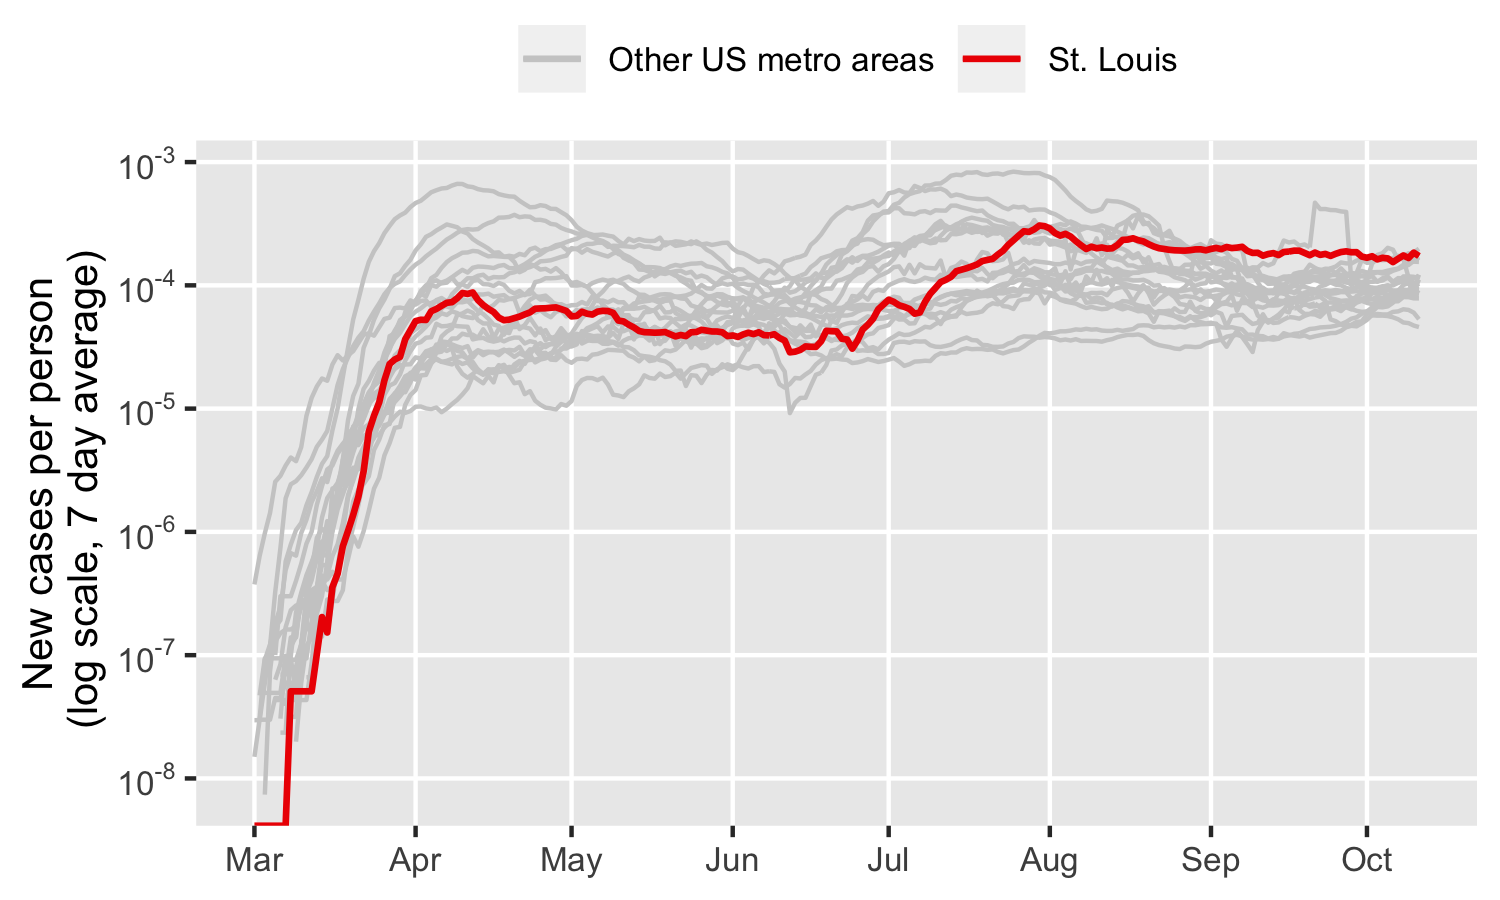 Other US metro areas St. Louis
New cases per person
(log scale, 7 day average)
10-3
10-4
10-5
10-6
10-7
10-8
Mar Apr May Jun Jul Aug Sep Oct